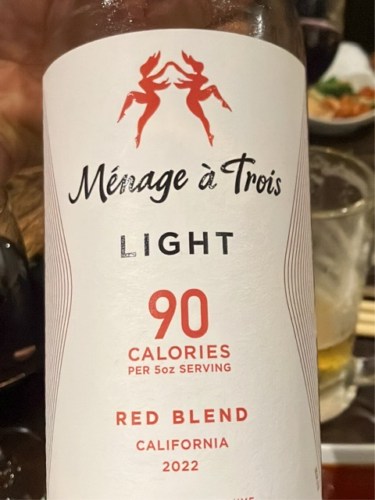 Ménage à Trois
LIGHT
90
CALORIES
PER 5oz SERVING
RED BLEND
CALIFORNIA
2022